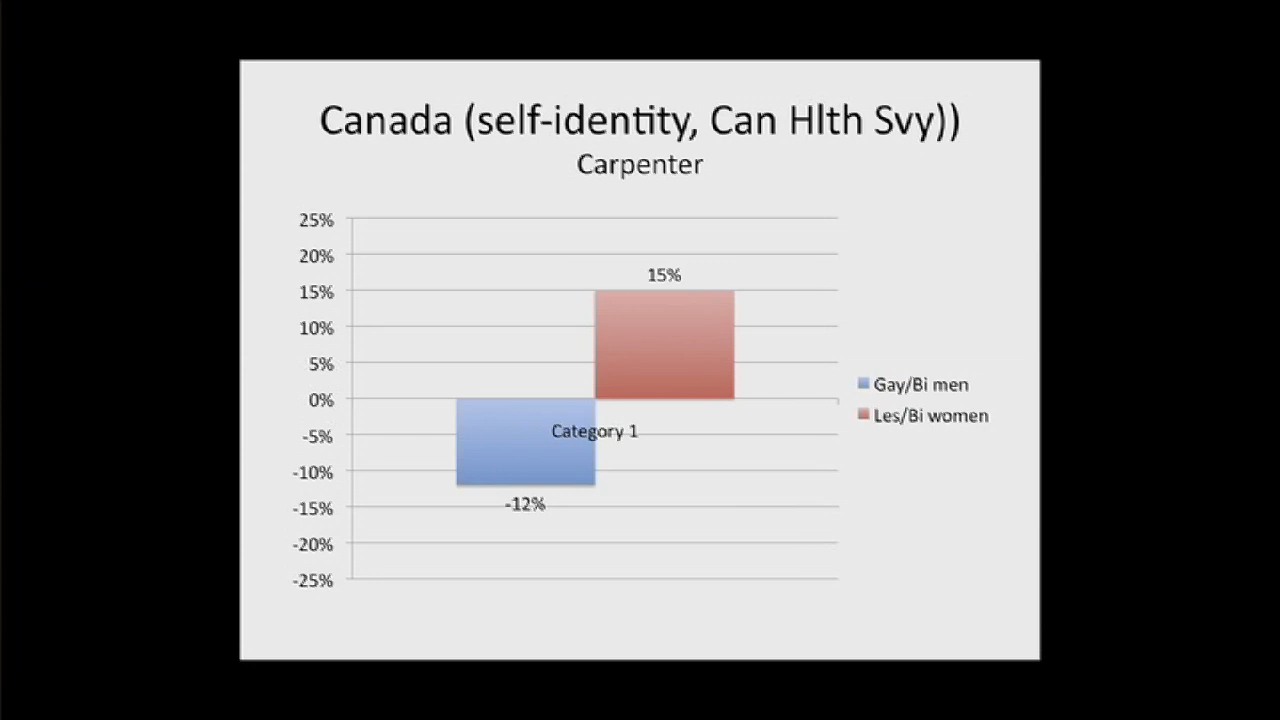 Canada (self-identity, Can Hlth Svy))
Carpenter
25%
20%
15%
10%
5%
0%
-5%
-10%
-15%
-20%
-25%
15%
Category 1
-12%
Gay/Bi men
Les/Bi women